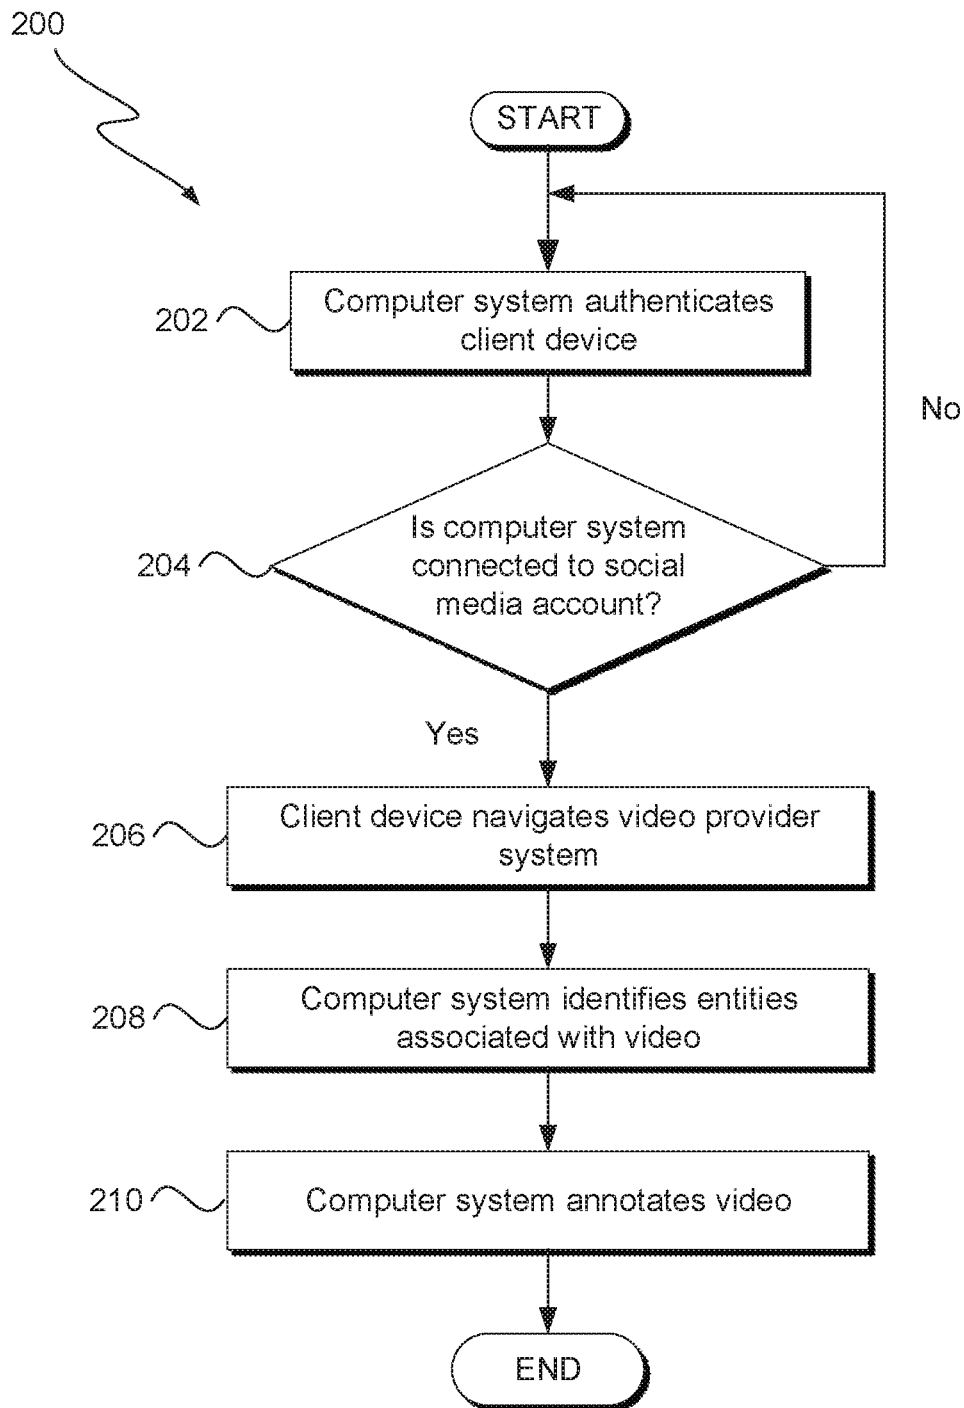 200
START
202
Computer system authenticates
client device
No
204
Is computer system
connected to social
media account?
Yes
206
Client device navigates video provider
system
208
Computer system identifies entities
associated with video
210
Computer system annotates video
END